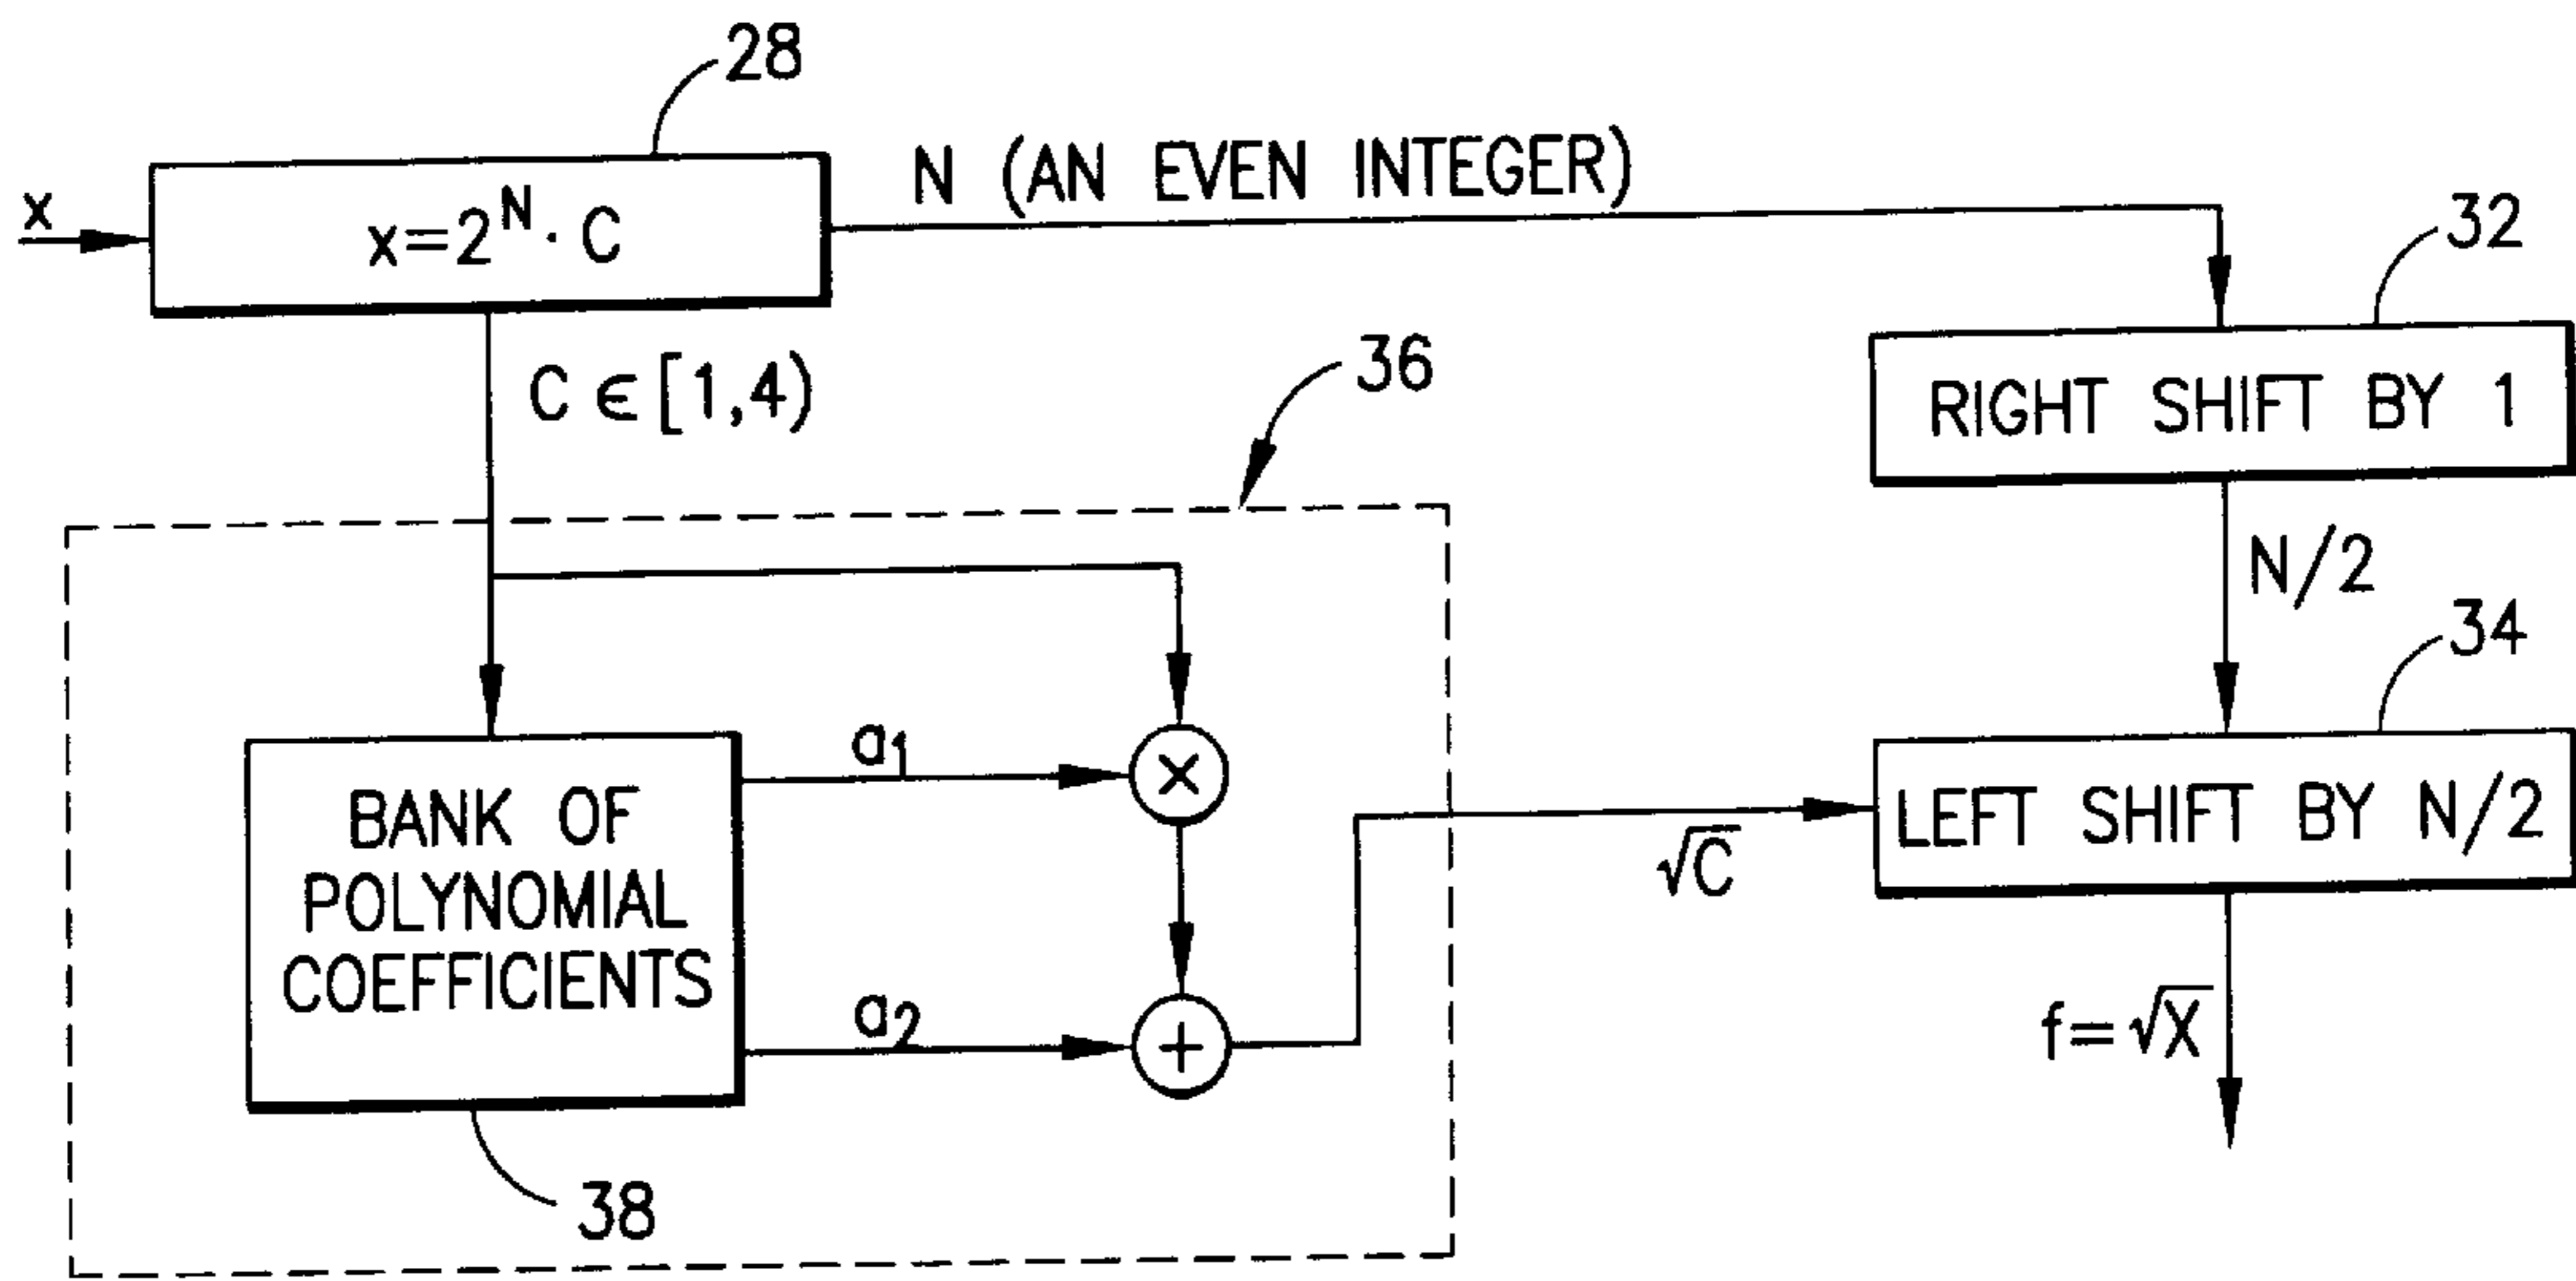 28
x
x=2^N · C
N (AN EVEN INTEGER)
32
C ∈ [1,4)
36
RIGHT SHIFT BY 1
N/2
34
a1
×
BANK OF
POLYNOMIAL
COEFFICIENTS
LEFT SHIFT BY N/2
√C
a2
+
f=√X
38